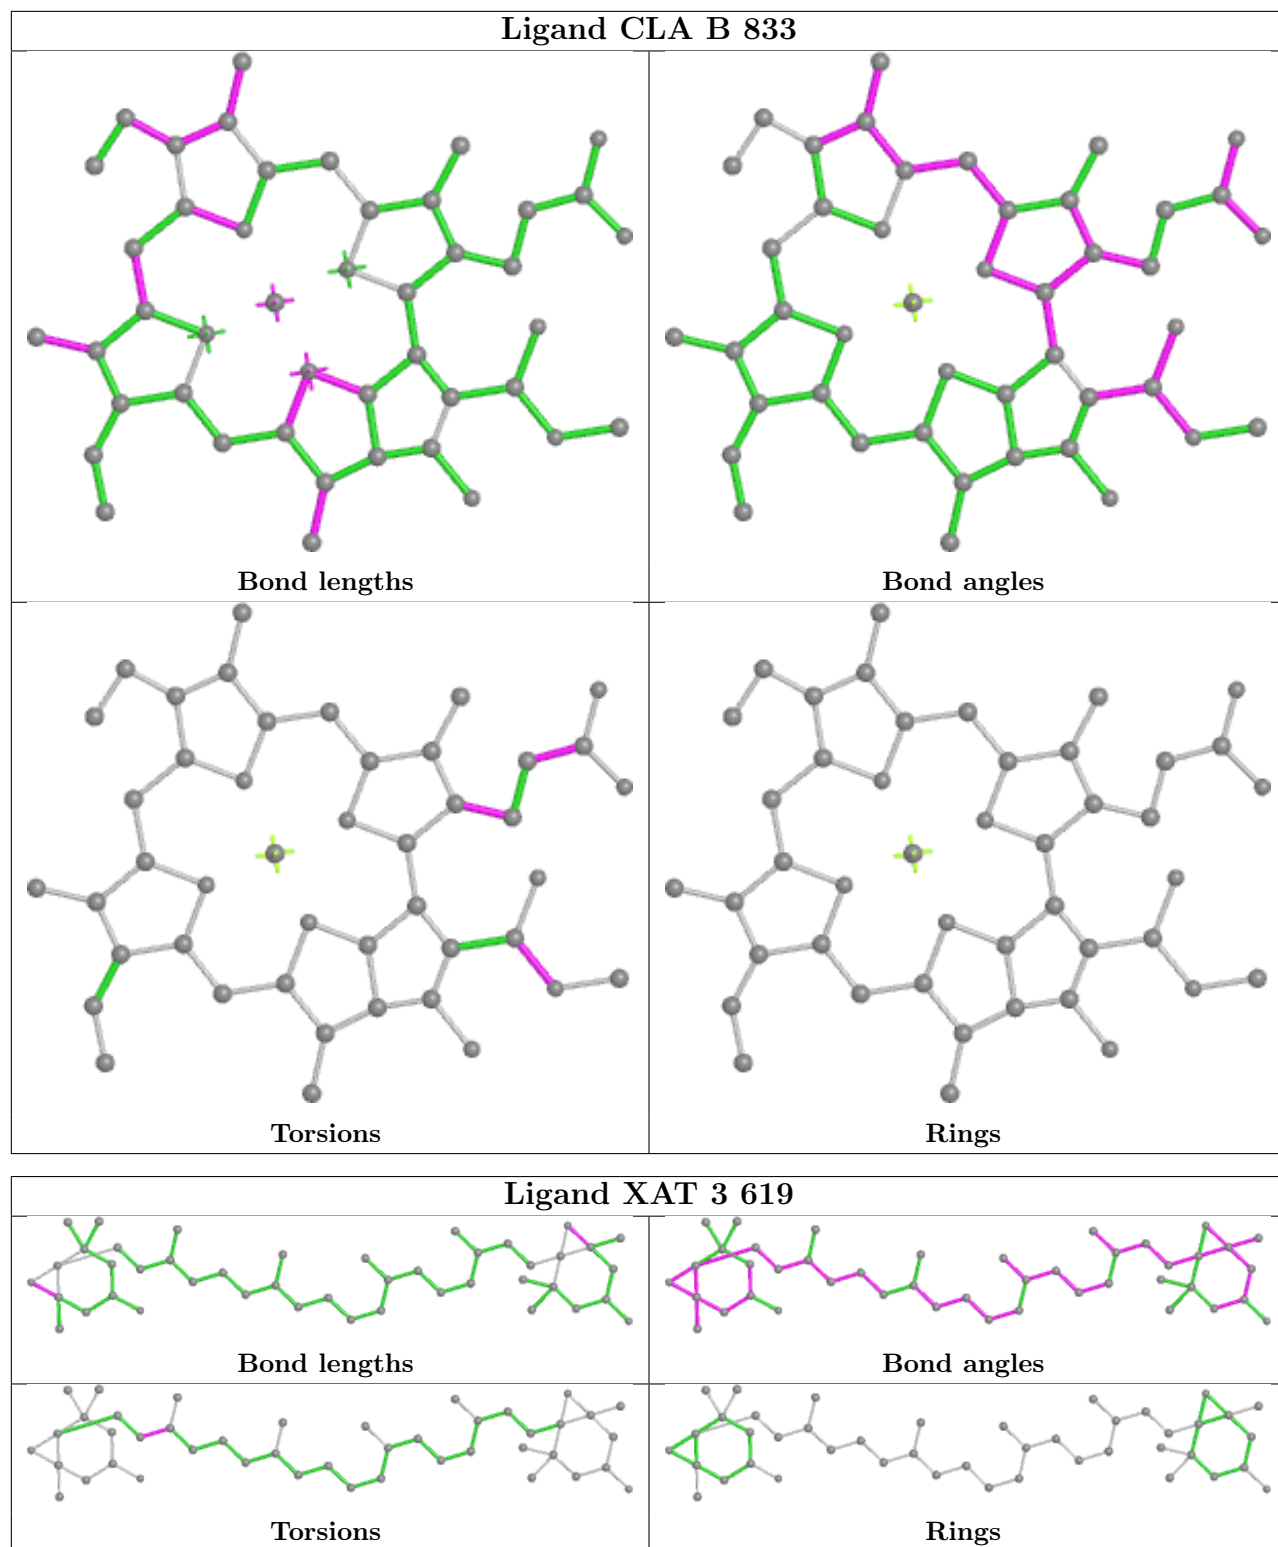 Ligand CLA B 833
Bond lengths
Bond angles
Torsions
Rings
Ligand XAT 3 619
Bond lengths
Bond angles
Torsions
Rings